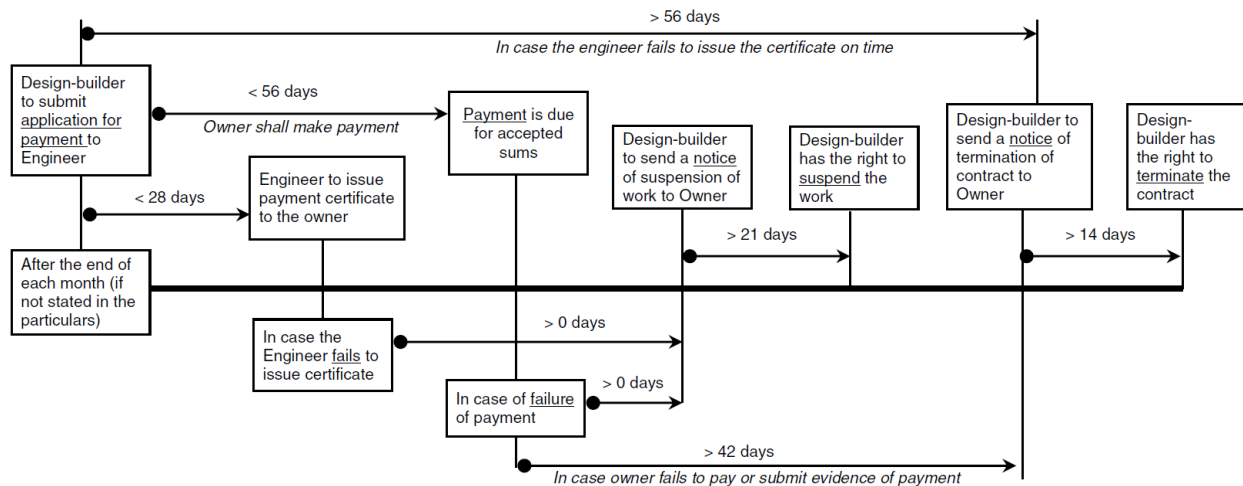 > 56 days
In case the engineer fails to issue the certificate on time
Design-builder
to submit
application for
payment to
Engineer
< 56 days
Owner shall make payment
Payment is due
for accepted
sums
Design-builder
to send a notice
of suspension of
work to Owner
Design-builder
has the right to
suspend the
work
Design-builder to
send a notice of
termination of
contract to
Owner
Design-
builder has
the right to
terminate the
contract
< 28 days
Engineer to issue
payment certificate
to the owner
> 21 days
> 14 days
After the end of
each month (if
not stated in the
particulars)
In case the
Engineer fails to
issue certificate
> 0 days
In case of failure
of payment
> 0 days
> 42 days
In case owner fails to pay or submit evidence of payment